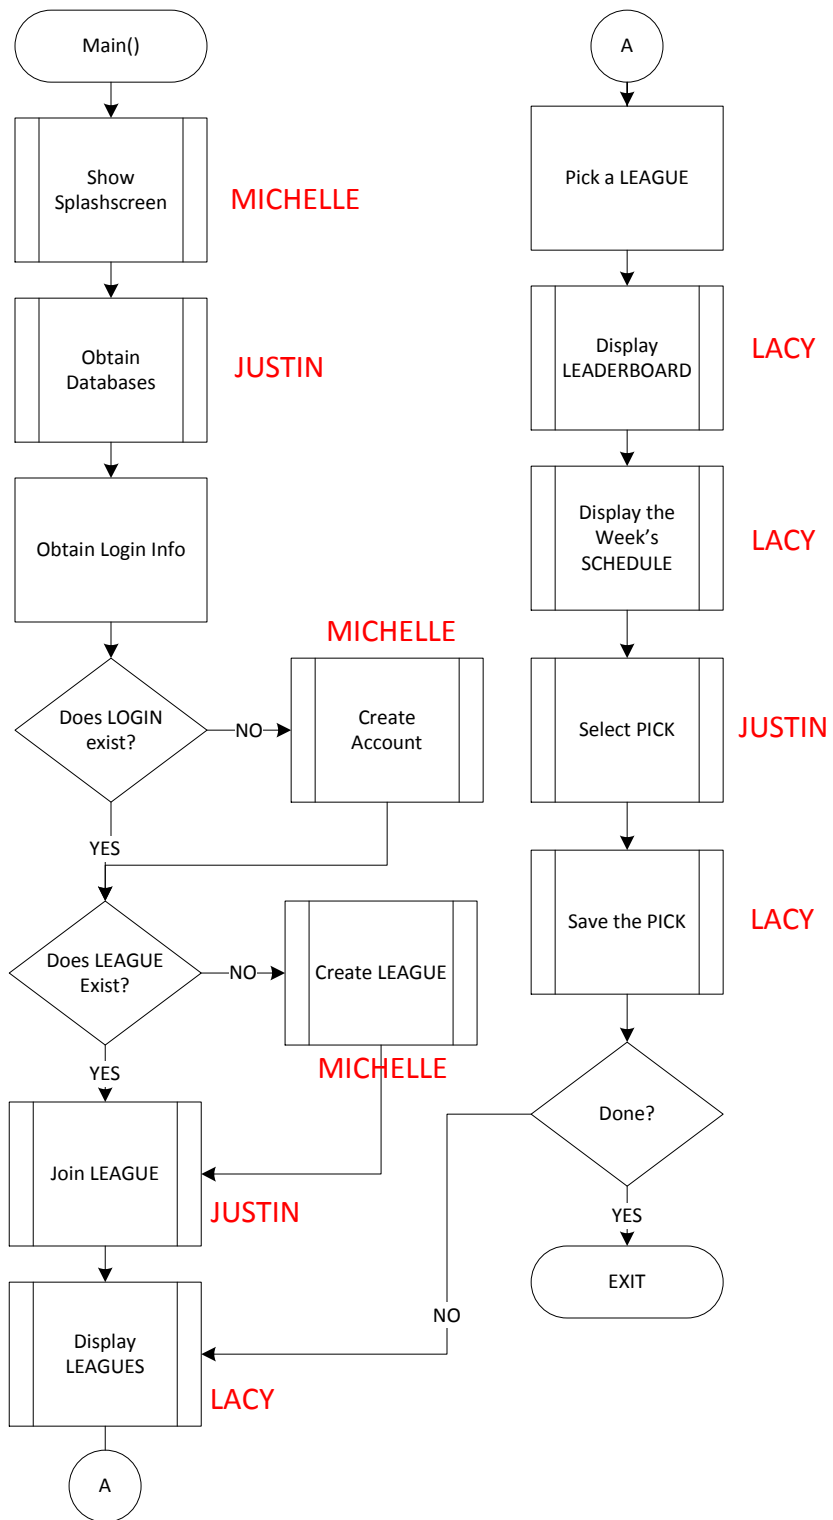 Main()
Show
Splashscreen
MICHELLE
Obtain
Databases
JUSTIN
Obtain Login Info
MICHELLE
Does LOGIN
exist?
NO
Create
Account
YES
Does LEAGUE
Exist?
NO
Create LEAGUE
MICHELLE
YES
Join LEAGUE
JUSTIN
Display
LEAGUES
LACY
A
A
Pick a LEAGUE
Display
LEADERBOARD
LACY
Display the
Week’s
SCHEDULE
LACY
Select PICK
JUSTIN
Save the PICK
LACY
Done?
YES
EXIT
NO